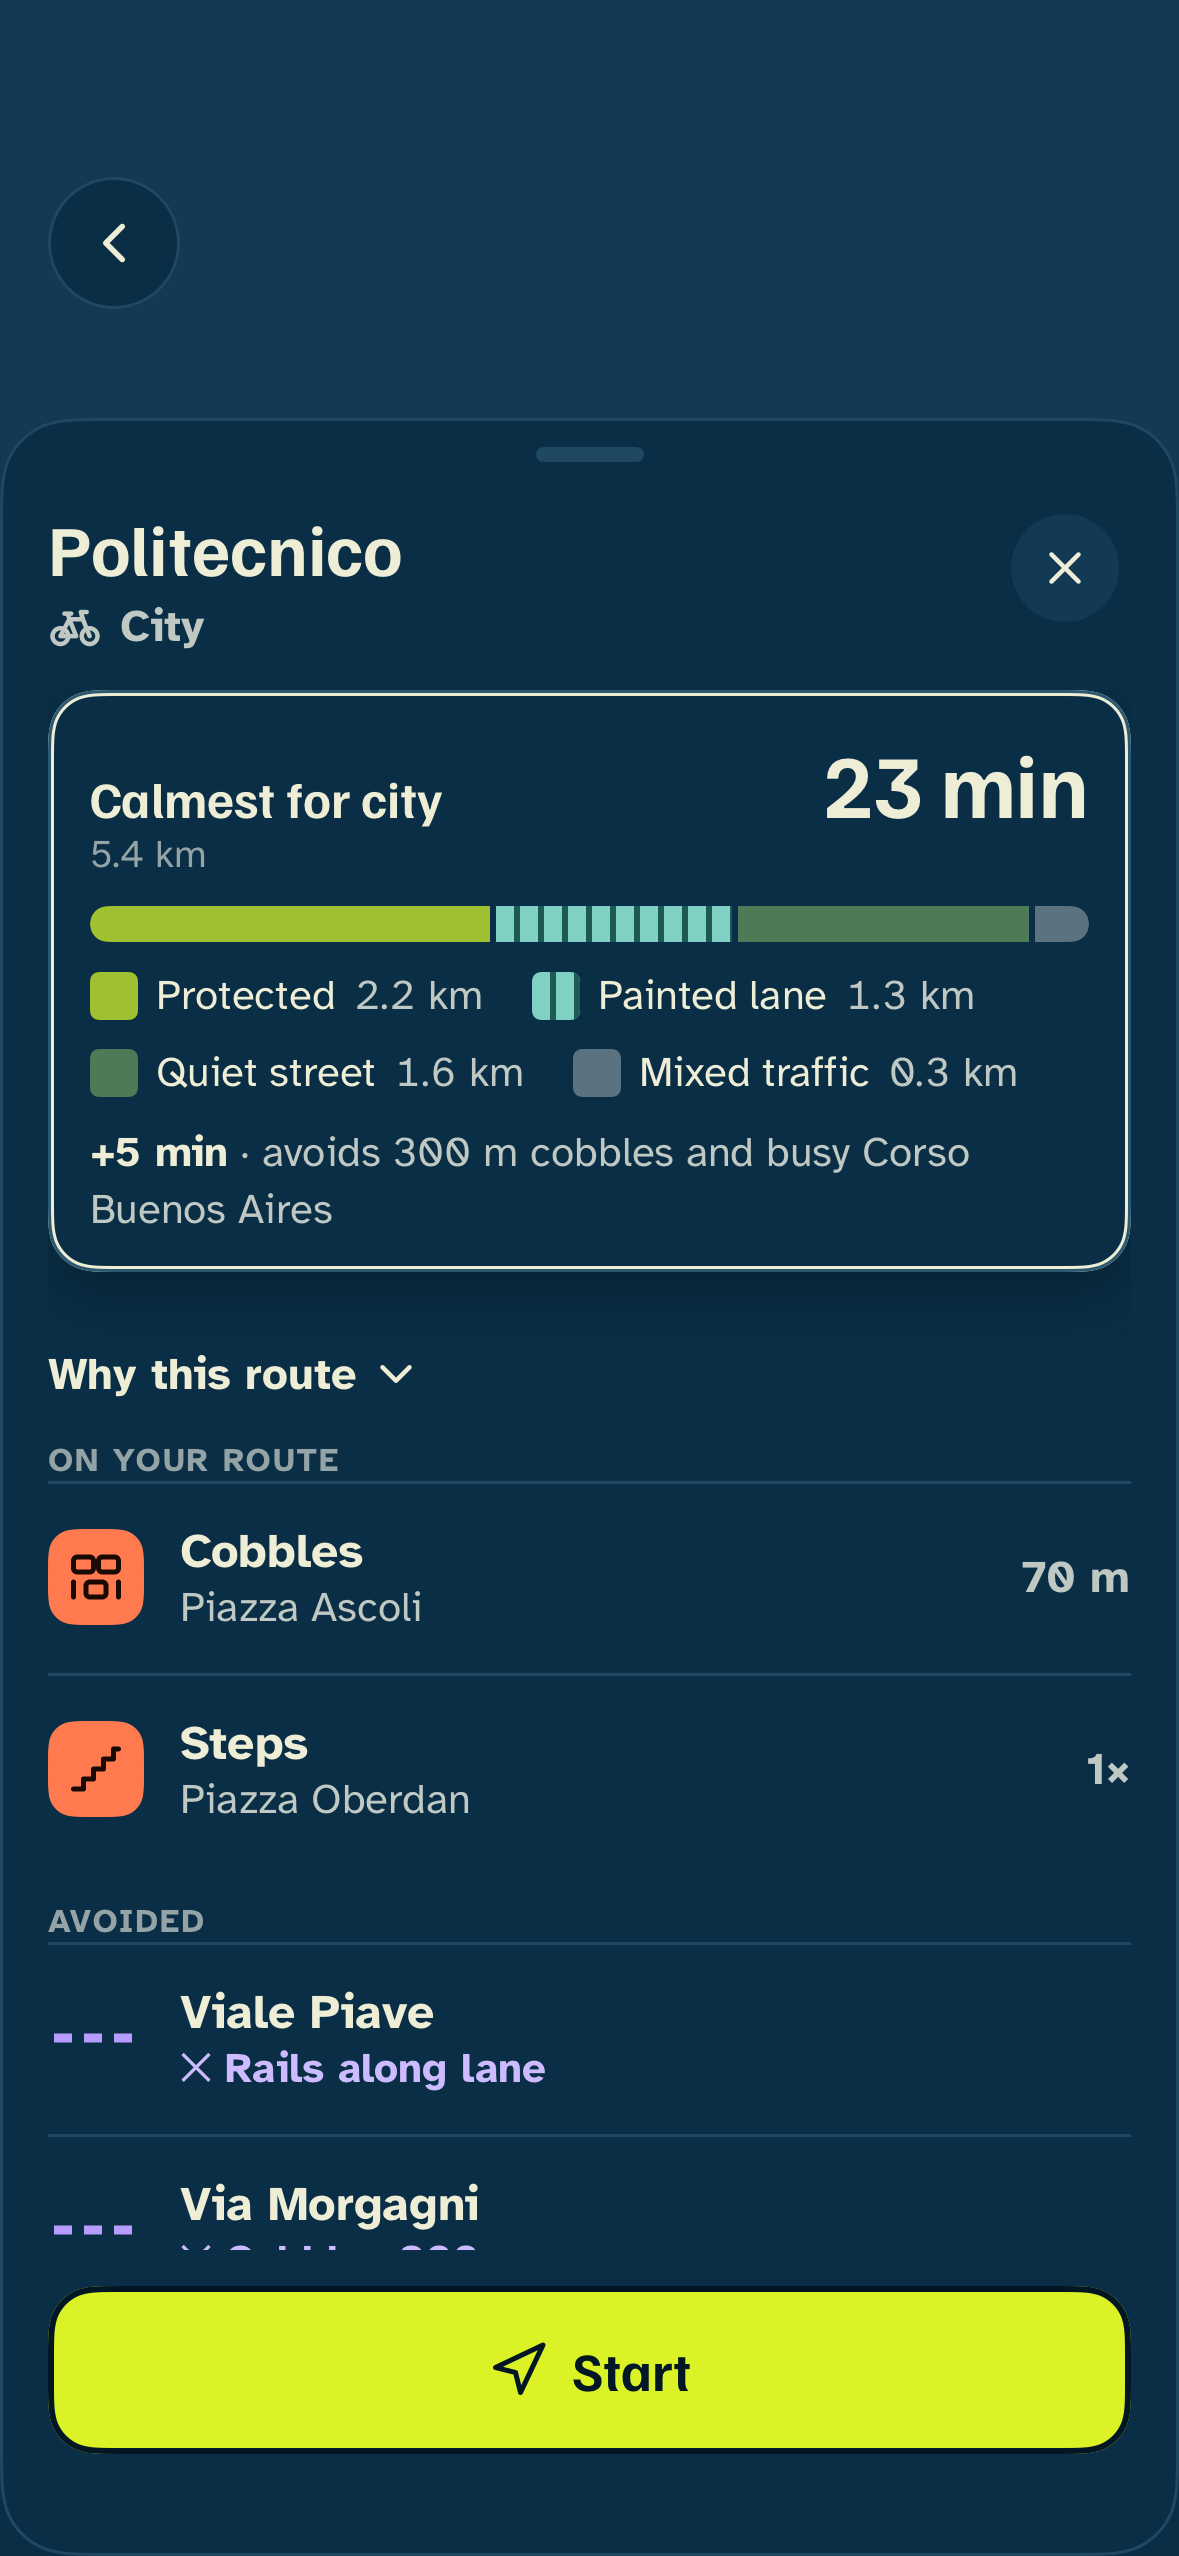 Politecnico
City
Calmest for city
23 min
5.4 km
Protected 2.2 km
Painted lane 1.3 km
Quiet street 1.6 km
Mixed traffic 0.3 km
+5 min · avoids 300 m cobbles and busy Corso
Buenos Aires
Why this route
ON YOUR ROUTE
Cobbles
Piazza Ascoli
70 m
Steps
Piazza Oberdan
1×
AVOIDED
Viale Piave
Rails along lane
Via Morgagni
Start